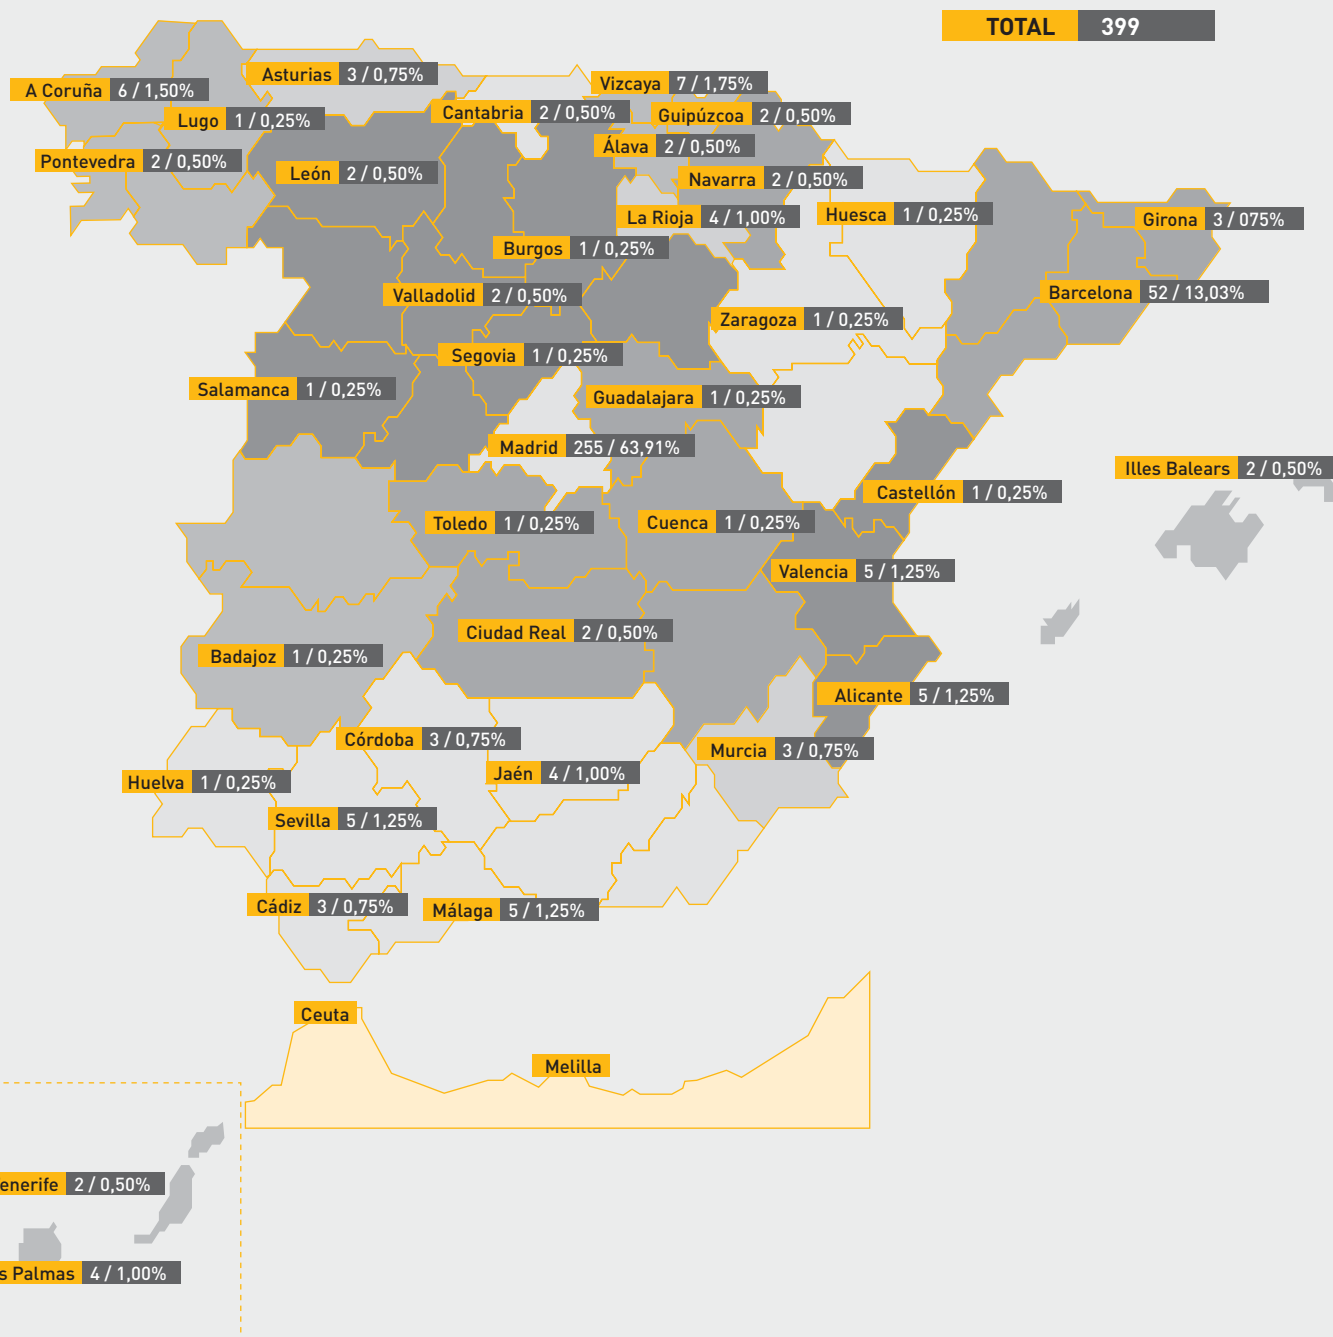 TOTAL 399
Asturias 3 / 0,75%
Vizcaya 7 / 1,75%
A Coruña 6 / 1,50%
Cantabria 2 / 0,50%
Guipúzcoa 2 / 0,50%
Lugo 1 / 0,25%
Álava 2 / 0,50%
Pontevedra 2 / 0,50%
León 2 / 0,50%
Navarra 2 / 0,50%
La Rioja 4 / 1,00%
Huesca 1 / 0,25%
Girona 3 / 075%
Burgos 1 / 0,25%
Valladolid 2 / 0,50%
Barcelona 52 / 13,03%
Zaragoza 1 / 0,25%
Segovia 1 / 0,25%
Salamanca 1 / 0,25%
Guadalajara 1 / 0,25%
Madrid 255 / 63,91%
Illes Balears 2 / 0,50%
Castellón 1 / 0,25%
Toledo 1 / 0,25%
Cuenca 1 / 0,25%
Valencia 5 / 1,25%
Ciudad Real 2 / 0,50%
Badajoz 1 / 0,25%
Alicante 5 / 1,25%
Córdoba 3 / 0,75%
Murcia 3 / 0,75%
Jaén 4 / 1,00%
Huelva 1 / 0,25%
Sevilla 5 / 1,25%
Cádiz 3 / 0,75%
Málaga 5 / 1,25%
Ceuta
Melilla
enerife 2 / 0,50%
s Palmas 4 / 1,00%